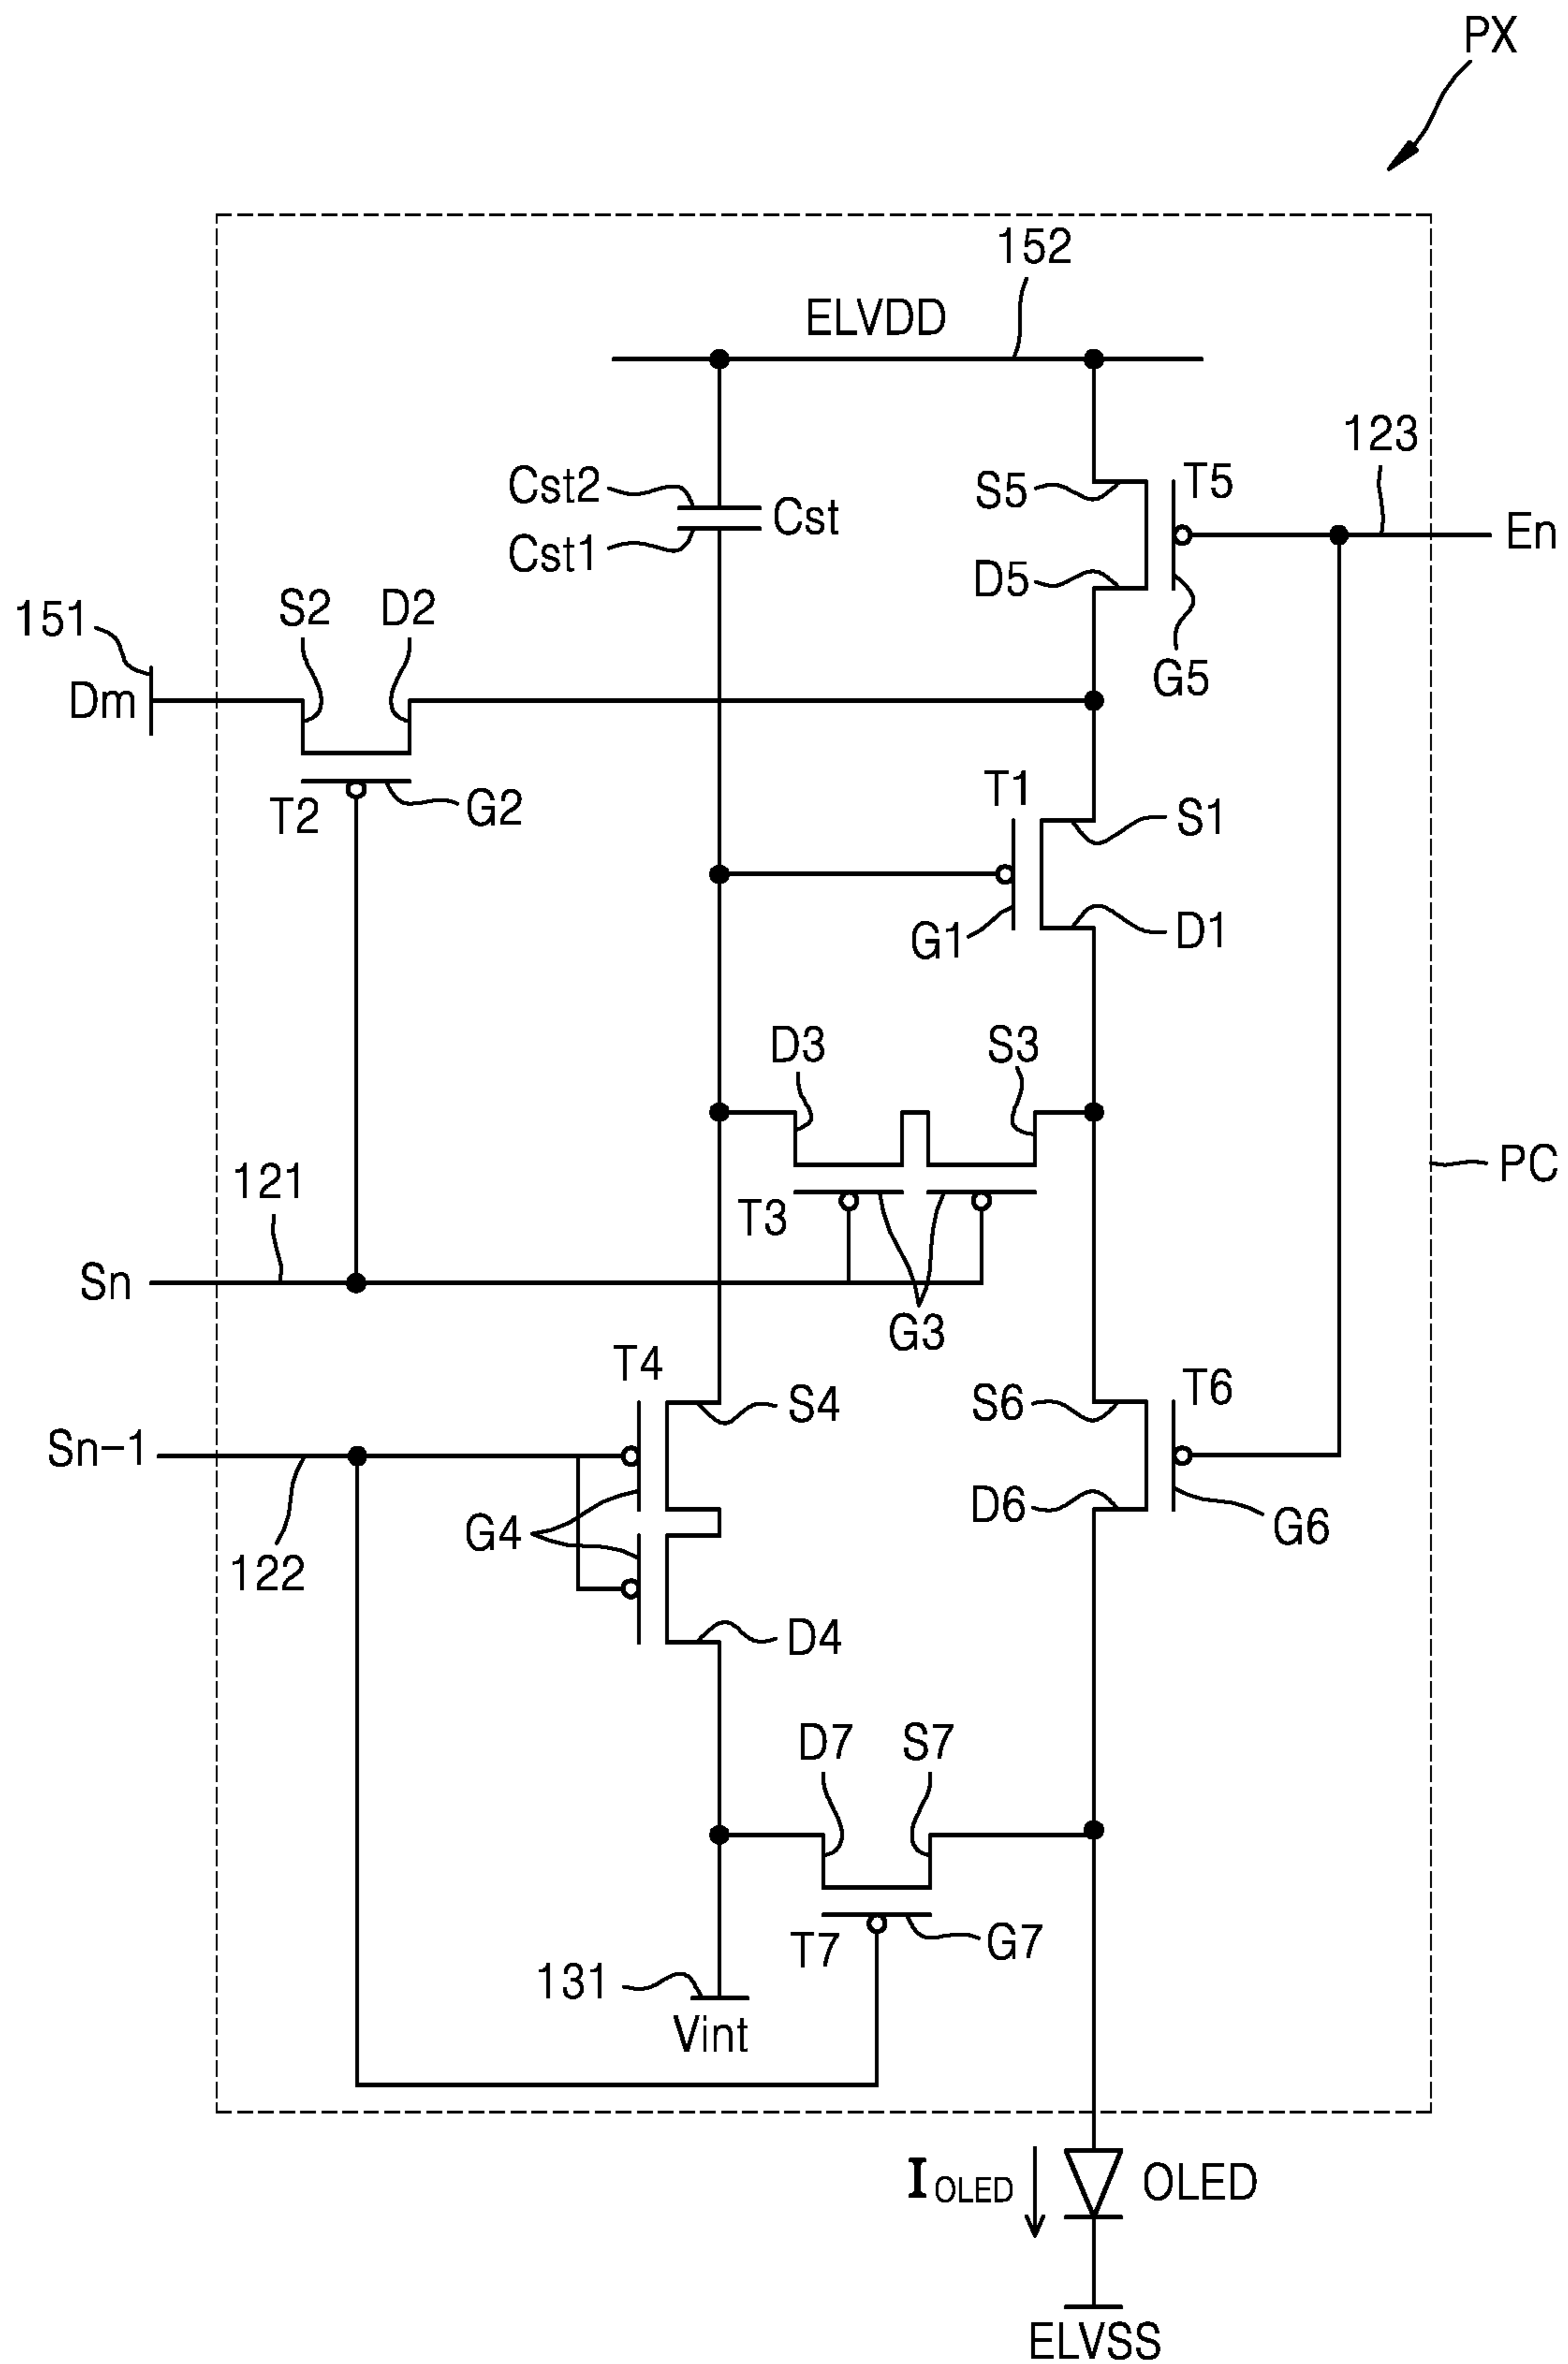 PX
152
ELVDD
123
Cst2
S5
T5
Cst
En
Cst1
D5
151
S2
D2
G5
Dm
T1
T2
G2
S1
G1
D1
D3
S3
PC
121
T3
Sn
G3
T4
T6
S4
S6
Sn-1
D6
G4
G6
122
D4
D7
S7
T7
G7
131
Vint
IOLED
OLED
ELVSS